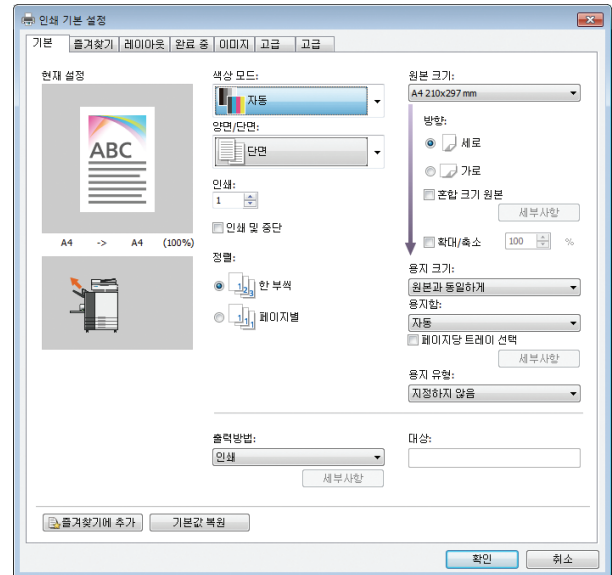 인쇄 기본 설정
기본 즐겨찾기 레이아웃 완료 중 이미지 고급 고급
현재 설정
ABC
A4 -> A4 (100%)
색상 모드:
자동
양면/단면:
단면
인쇄:
1
인쇄 및 중단
정렬:
1 2 3 한 부씩
1 1 1 페이지별
원본 크기:
A4 210x297 mm
방향:
세로
가로
혼합 크기 원본
세부사항
확대/축소 100 %
용지 크기:
원본과 동일하게
용지함:
자동
페이지당 트레이 선택
세부사항
용지 유형:
지정하지 않음
출력방법:
인쇄
세부사항
대상:
즐겨찾기에 추가 기본값 복원
확인 취소